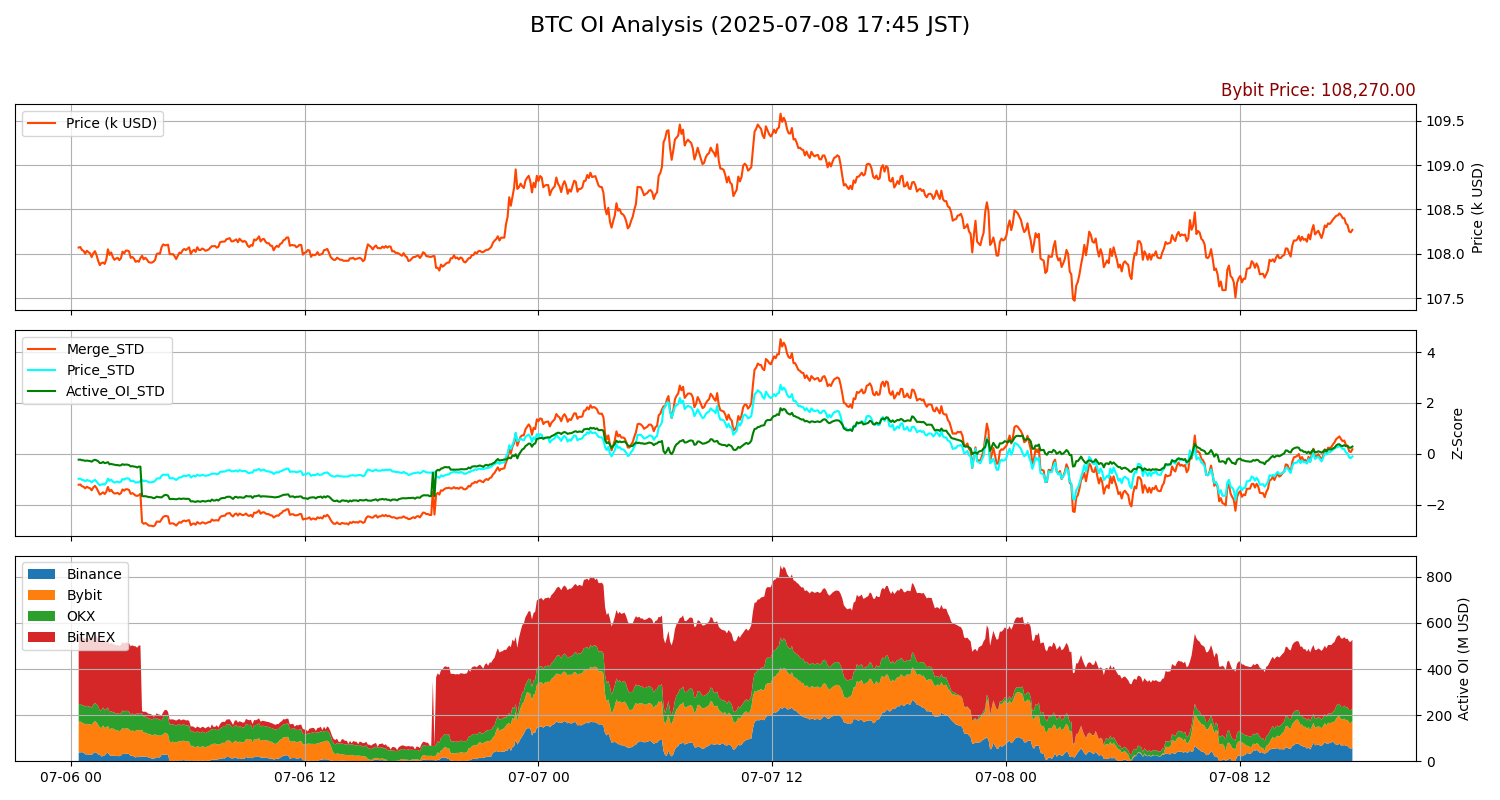 BTC OI Analysis (2025-07-08 17:45 JST)
Bybit Price: 108,270.00
Price (k USD)
109.5
109.0
108.5
108.0
107.5
Price (k USD)
Merge_STD
Price_STD
Active_OI_STD
4
2
0
−2
Z-Score
Binance
Bybit
OKX
BitMEX
800
600
400
200
0
Active OI (M USD)
07-06 00
07-06 12
07-07 00
07-07 12
07-08 00
07-08 12